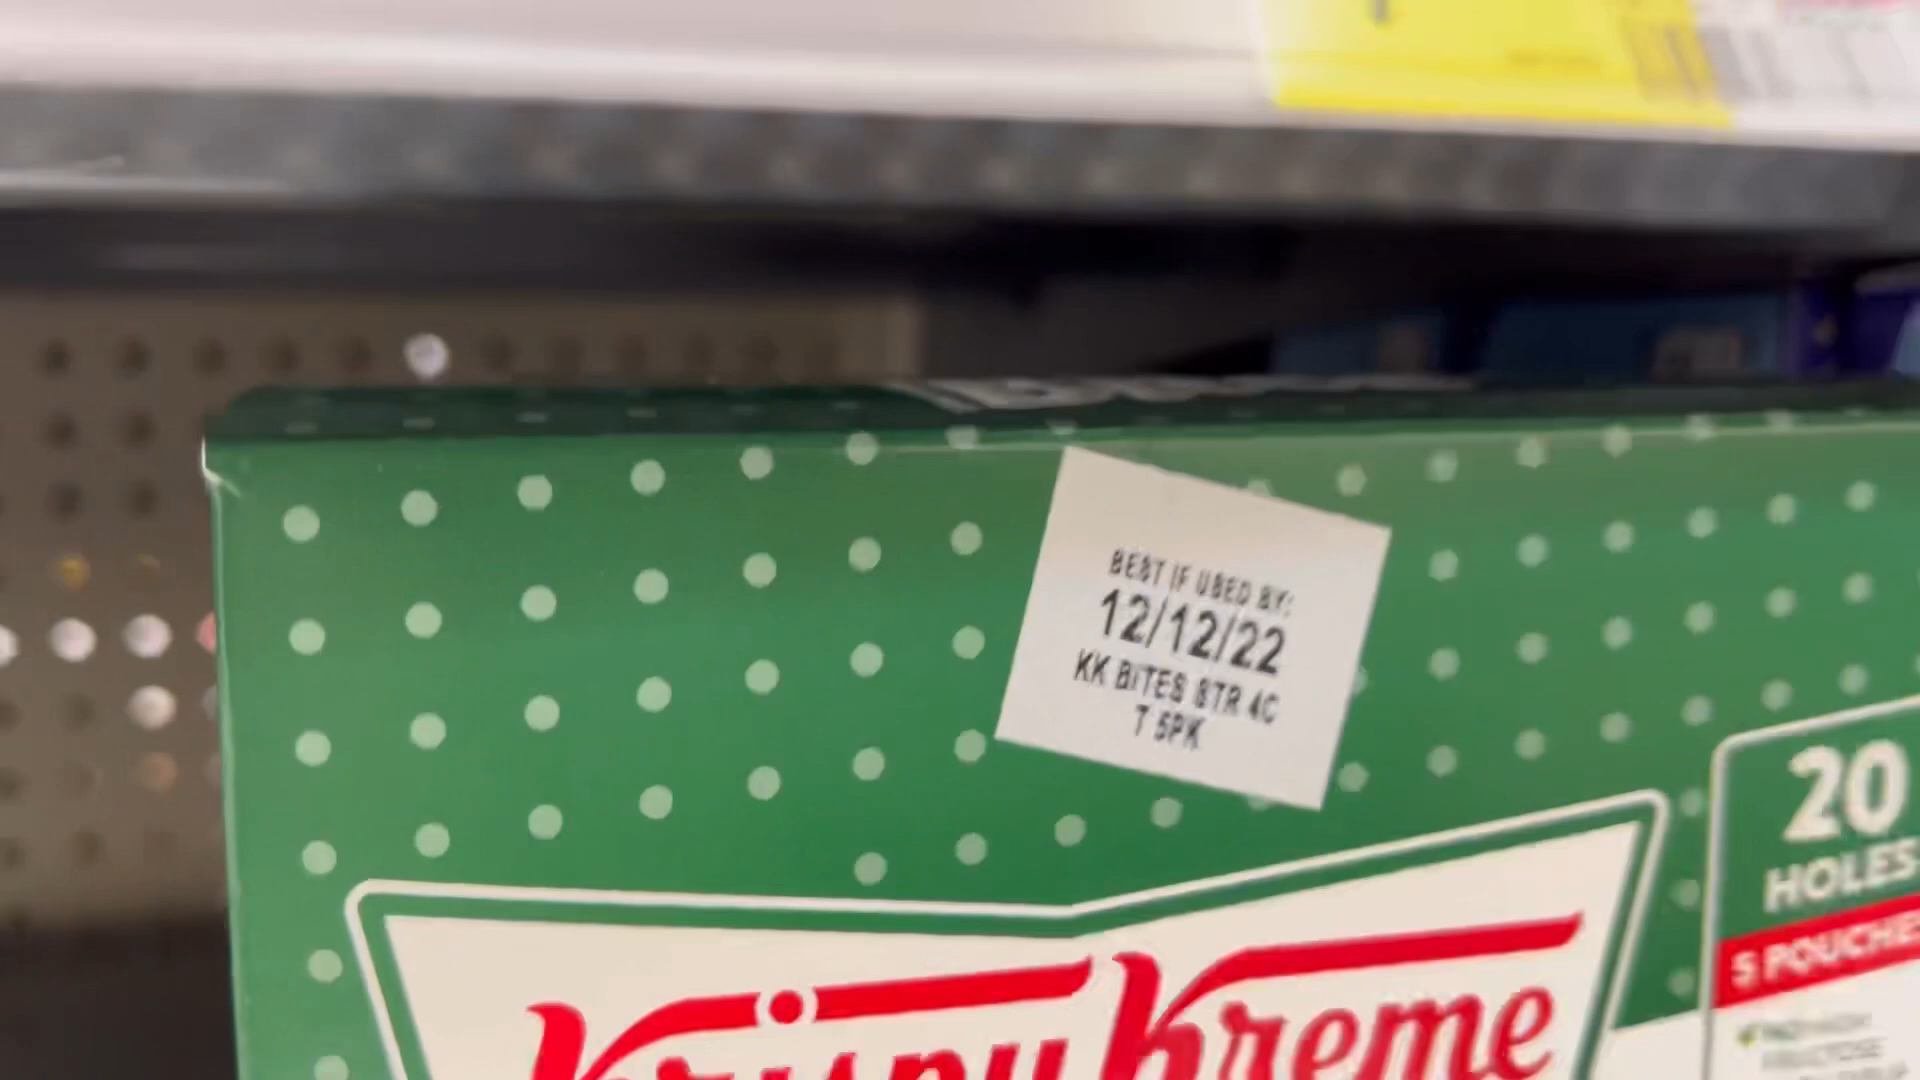 BEST IF USED BY:
12/12/22
KK BITES STR 4C
T 5PK
20
HOLES
5 POUCHES
Krispy Kreme